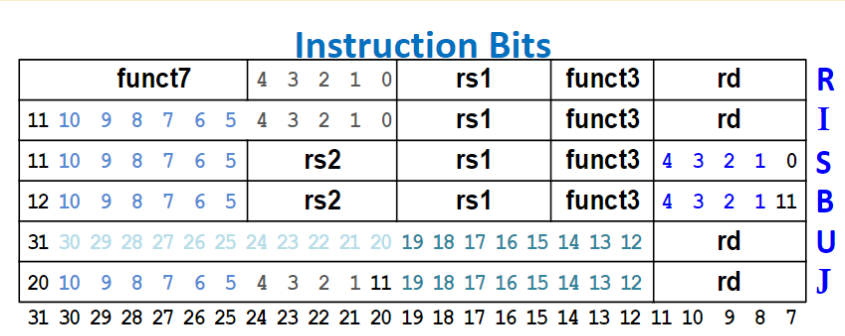 Instruction Bits
funct7 4 3 2 1 0 rs1 funct3 rd R
11 10 9 8 7 6 5 4 3 2 1 0 rs1 funct3 rd I
11 10 9 8 7 6 5 rs2 rs1 funct3 4 3 2 1 0 S
12 10 9 8 7 6 5 rs2 rs1 funct3 4 3 2 1 11 B
31 30 29 28 27 26 25 24 23 22 21 20 19 18 17 16 15 14 13 12 rd U
20 10 9 8 7 6 5 4 3 2 1 11 19 18 17 16 15 14 13 12 rd J
31 30 29 28 27 26 25 24 23 22 21 20 19 18 17 16 15 14 13 12 11 10 9 8 7